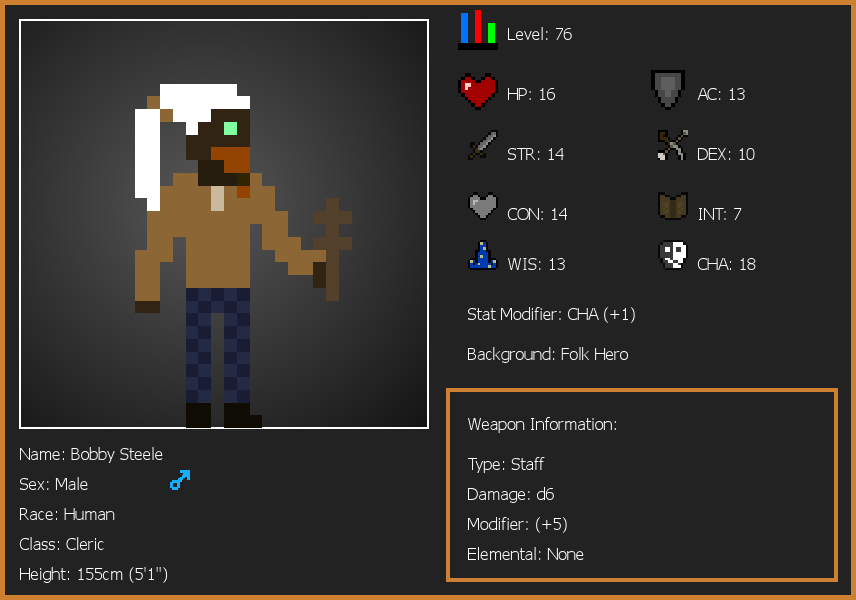 Level: 76
HP: 16
AC: 13
STR: 14
DEX: 10
CON: 14
INT: 7
WIS: 13
CHA: 18
Stat Modifier: CHA (+1)
Background: Folk Hero
Weapon Information:
Type: Staff
Damage: d6
Modifier: (+5)
Elemental: None
Name: Bobby Steele
Sex: Male
Race: Human
Class: Cleric
Height: 155cm (5'1")